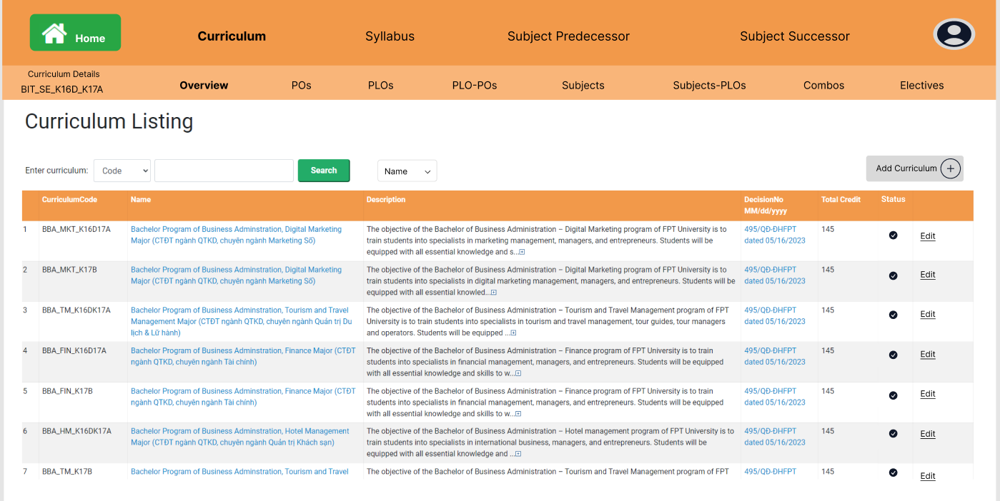 Home
Curriculum
Syllabus
Subject Predecessor
Subject Successor
Curriculum Details
BIT_SE_K16D_K17A
Overview
POs
PLOs
PLO-POs
Subjects
Subjects-PLOs
Combos
Electives
Curriculum Listing
Enter curriculum:
Code
Search
Name
Add Curriculum
CurriculumCode
Name
Description
DecisionNo
MM/dd/yyyy
Total Credit
Status
1
BBA_MKT_K16D17A
Bachelor Program of Business Adminstration, Digital Marketing
Major (CTĐT ngành QTKD, chuyên ngành Marketing Số)
The objective of the Bachelor of Business Administration – Digital Marketing program of FPT University is to
train students into specialists in marketing management, managers, and entrepreneurs. Students will be
equipped with all essential knowledge and s...
495/QĐ-ĐHFPT
dated 05/16/2023
145
Edit
2
BBA_MKT_K17B
Bachelor Program of Business Adminstration, Digital Marketing
Major (CTĐT ngành QTKD, chuyên ngành Marketing Số)
The objective of the Bachelor of Business Administration – Digital Marketing program of FPT University is to
train students into specialists in digital marketing management, managers, and entrepreneurs. Students will be
equipped with all essential knowled...
495/QĐ-ĐHFPT
dated 05/16/2023
145
Edit
3
BBA_TM_K16DK17A
Bachelor Program of Business Adminstration, Tourism and Travel
Management Major (CTĐT ngành QTKD, chuyên ngành Quản trị Du
lịch & Lữ hành)
The objective of the Bachelor of Business Administration – Tourism and Travel Management program of FPT
University is to train students into specialists in tourism and travel management, tour guides, tour managers
and operators. Students will be equipped ...
495/QĐ-ĐHFPT
dated 05/16/2023
145
Edit
4
BBA_FIN_K16D17A
Bachelor Program of Business Adminstration, Finance Major (CTĐT
ngành QTKD, chuyên ngành Tài chính)
The objective of the Bachelor of Business Administration – Finance program of FPT University is to train
students into specialists in financial management, managers, and entrepreneurs. Students will be equipped
with all essential knowledge and skills to w...
495/QĐ-ĐHFPT
dated 05/16/2023
145
Edit
5
BBA_FIN_K17B
Bachelor Program of Business Adminstration, Finance Major (CTĐT
ngành QTKD, chuyên ngành Tài chính)
The objective of the Bachelor of Business Administration – Finance program of FPT University is to train
students into specialists in financial management, managers, and entrepreneurs. Students will be equipped
with all essential knowledge and skills to w...
495/QĐ-ĐHFPT
dated 05/16/2023
145
Edit
6
BBA_HM_K16DK17A
Bachelor Program of Business Adminstration, Hotel Management
Major (CTĐT ngành QTKD, chuyên ngành Quản trị Khách sạn)
The objective of the Bachelor of Business Administration – Hotel management program of FPT University is to
train students into specialists in international business, managers, and entrepreneurs. Students will be
equipped with all essential knowledge and ...
495/QĐ-ĐHFPT
dated 05/16/2023
145
Edit
7
BBA_TM_K17B
Bachelor Program of Business Adminstration, Tourism and Travel
The objective of the Bachelor of Business Administration – Tourism and Travel Management program of FPT
495/QĐ-ĐHFPT
145
Edit